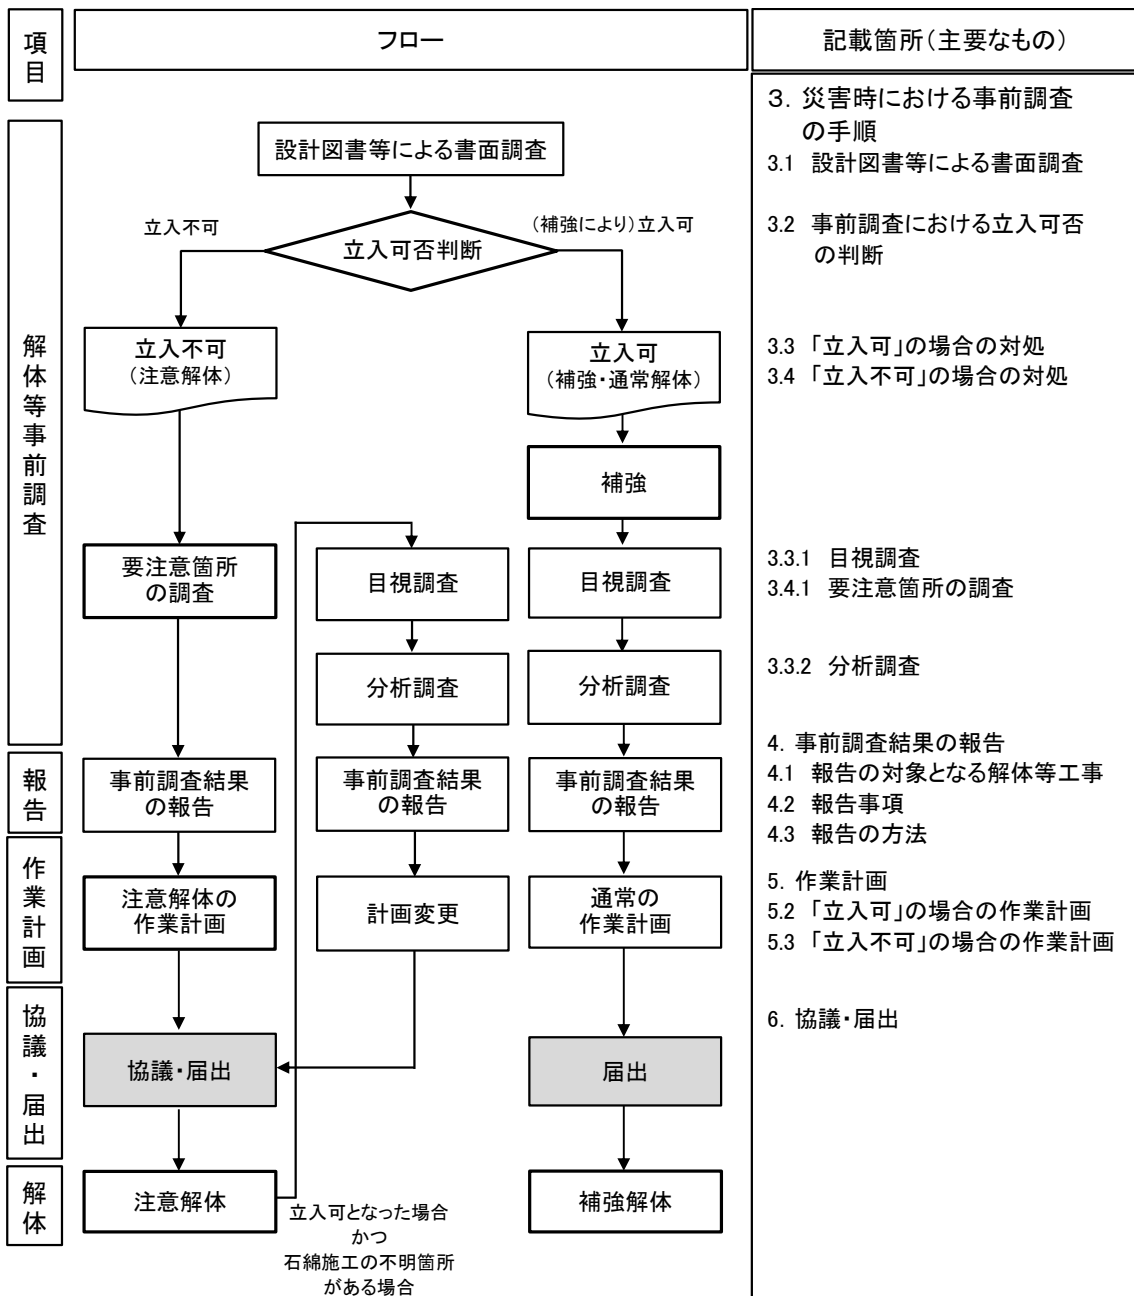 項
目
フロー
記載箇所(主要なもの)
解
体
等
事
前
調
査
設計図書等による書面調査
立入不可
(補強により)立入可
立入可否判断
立入不可
(注意解体)
立入可
(補強・通常解体)
補強
要注意箇所
の調査
目視調査
目視調査
分析調査
分析調査
報
告
事前調査結果
の報告
事前調査結果
の報告
事前調査結果
の報告
作
業
計
画
注意解体の
作業計画
計画変更
通常の
作業計画
協
議
・
届
出
協議・届出
届出
解
体
注意解体
立入可となった場合
かつ
石綿施工の不明箇所
がある場合
補強解体
3. 災害時における事前調査
の手順
3.1 設計図書等による書面調査
3.2 事前調査における立入可否
の判断
3.3 「立入可」の場合の対処
3.4 「立入不可」の場合の対処
3.3.1 目視調査
3.4.1 要注意箇所の調査
3.3.2 分析調査
4. 事前調査結果の報告
4.1 報告の対象となる解体等工事
4.2 報告事項
4.3 報告の方法
5. 作業計画
5.2 「立入可」の場合の作業計画
5.3 「立入不可」の場合の作業計画
6. 協議・届出